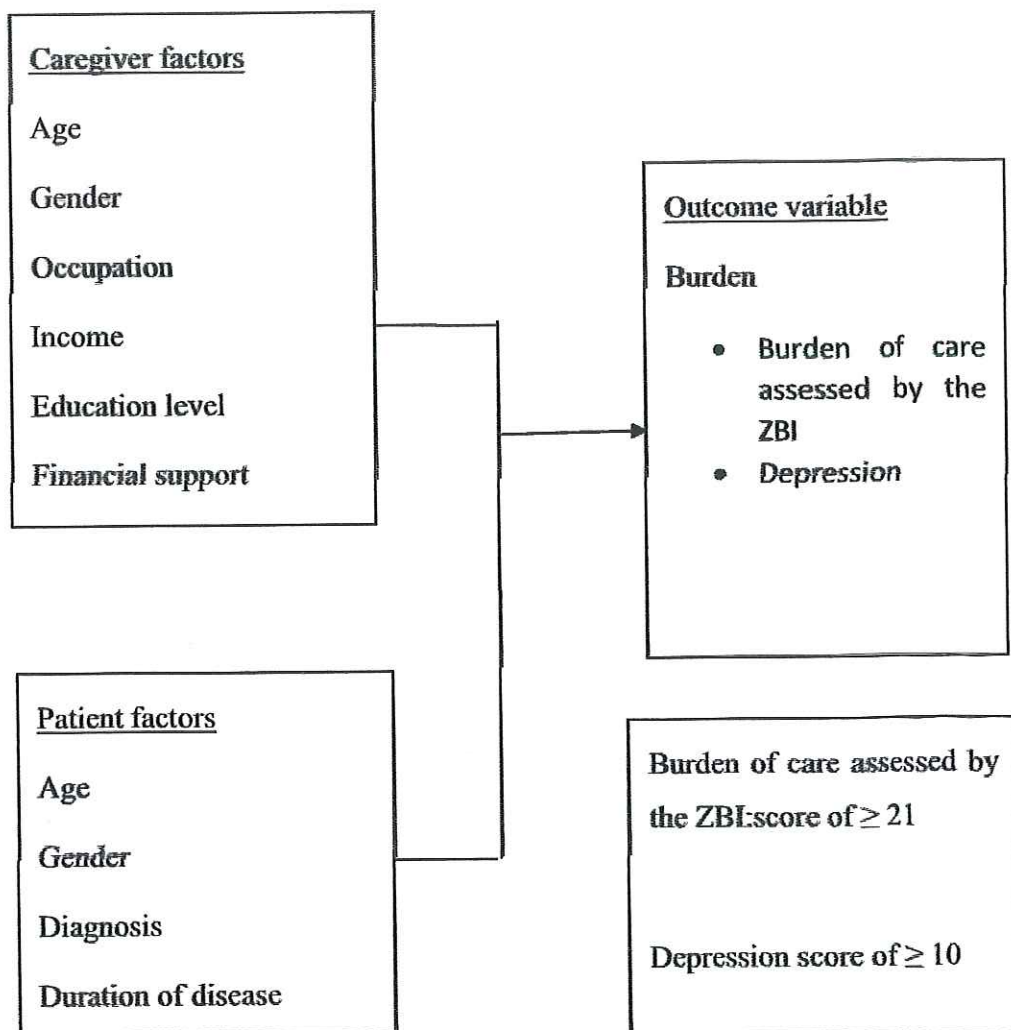 Caregiver factors
Age
Gender
Occupation
Income
Education level
Financial support
Outcome variable
Burden
• Burden of care
assessed by the
ZBI
• Depression
Patient factors
Age
Gender
Diagnosis
Duration of disease
Burden of care assessed by
the ZBI:score of ≥ 21
Depression score of ≥ 10